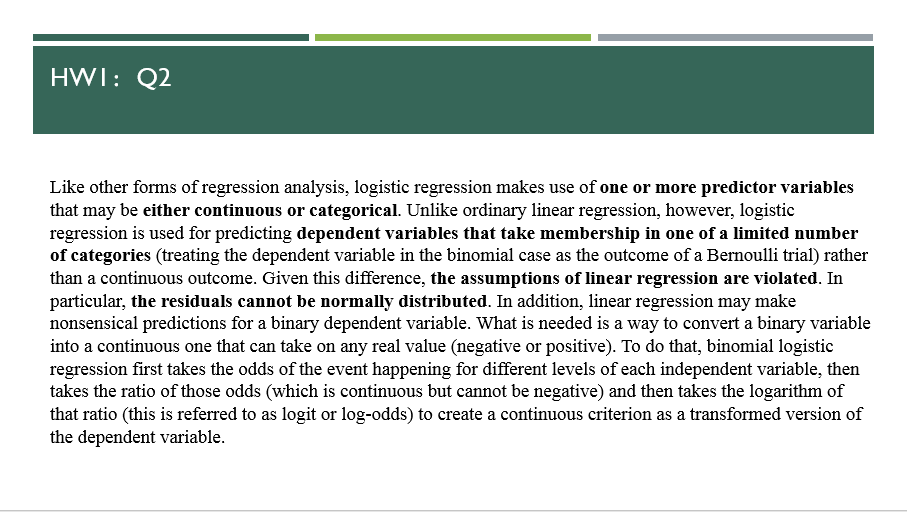 HW1: Q2
Like other forms of regression analysis, logistic regression makes use of one or more predictor variables
that may be either continuous or categorical. Unlike ordinary linear regression, however, logistic
regression is used for predicting dependent variables that take membership in one of a limited number
of categories (treating the dependent variable in the binomial case as the outcome of a Bernoulli trial) rather
than a continuous outcome. Given this difference, the assumptions of linear regression are violated. In
particular, the residuals cannot be normally distributed. In addition, linear regression may make
nonsensical predictions for a binary dependent variable. What is needed is a way to convert a binary variable
into a continuous one that can take on any real value (negative or positive). To do that, binomial logistic
regression first takes the odds of the event happening for different levels of each independent variable, then
takes the ratio of those odds (which is continuous but cannot be negative) and then takes the logarithm of
that ratio (this is referred to as logit or log-odds) to create a continuous criterion as a transformed version of
the dependent variable.